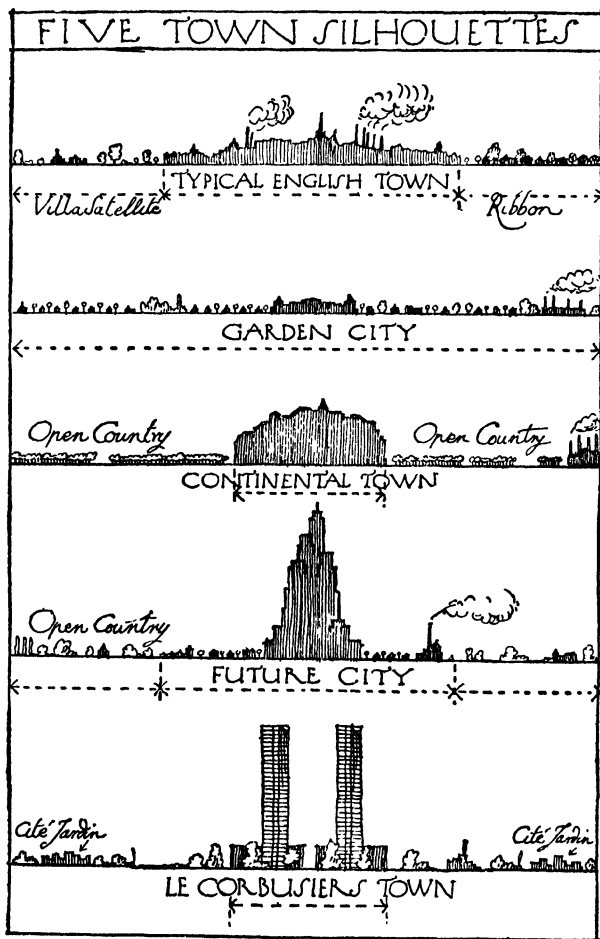 FIVE TOWN SILHOUETTES
TYPICAL ENGLISH TOWN
Villa Satellite
Ribbon
GARDEN CITY
Open Country
Open Country
CONTINENTAL TOWN
Open Country
FUTURE CITY
Cité Jardin
Cité Jardin
LE CORBUSIERS TOWN